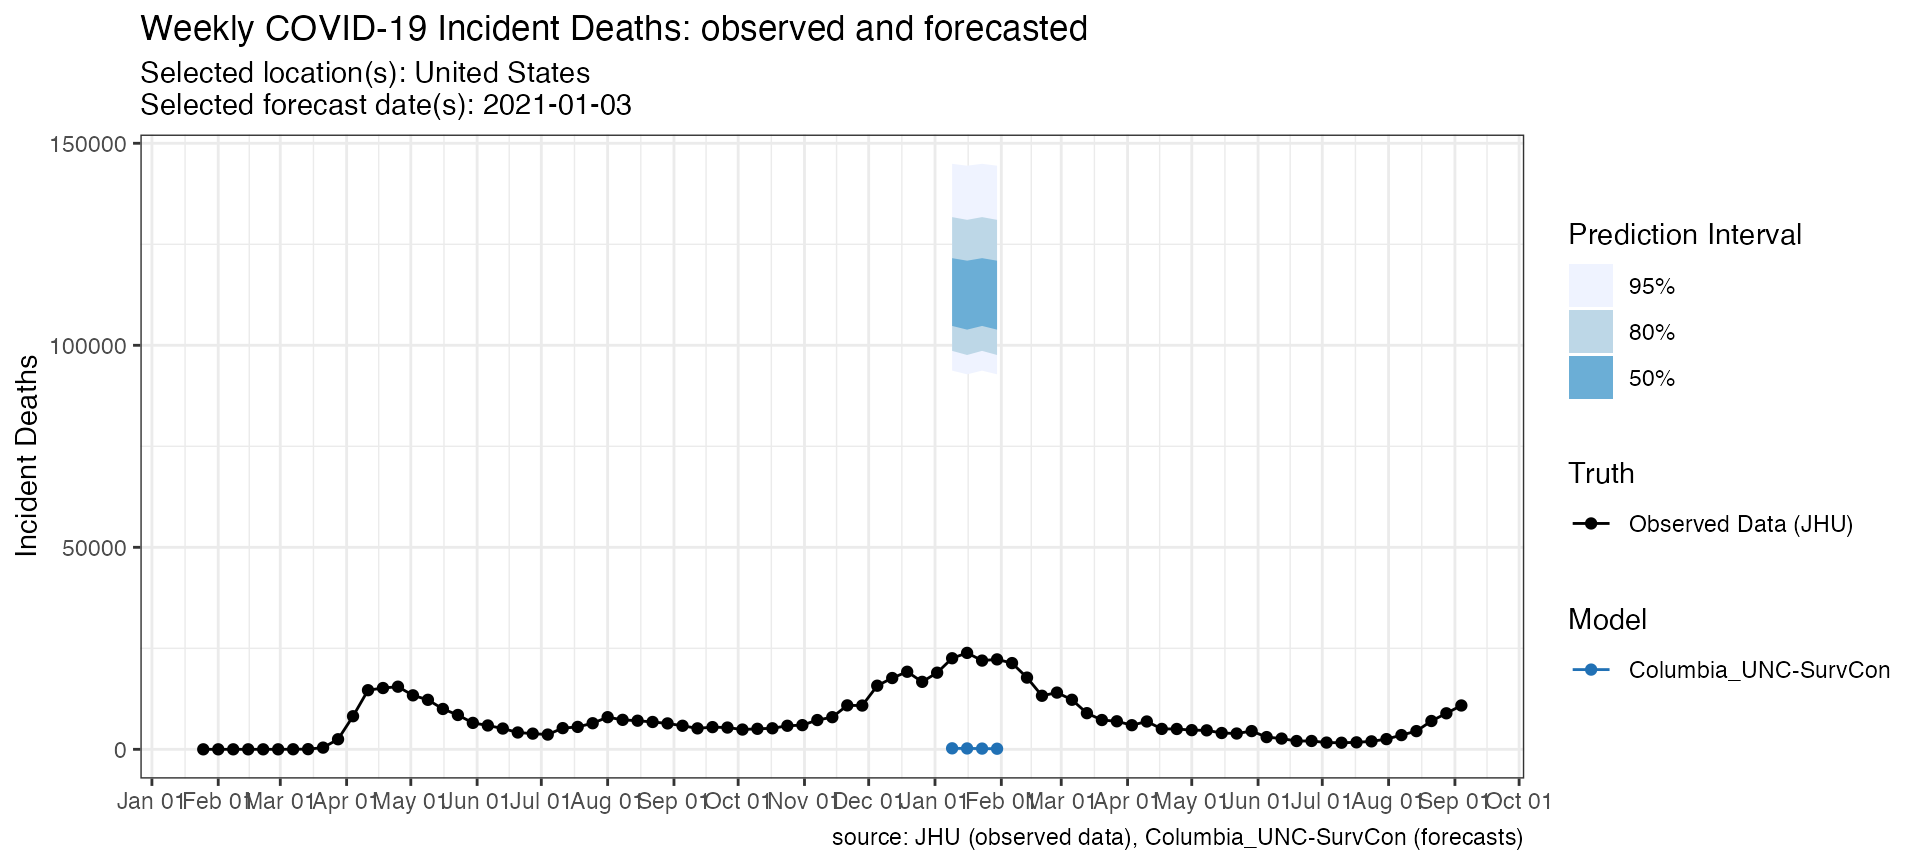 Weekly COVID-19 Incident Deaths: observed and forecasted
Selected location(s): United States
Selected forecast date(s): 2021-01-03
150000
100000
50000
0
Incident Deaths
Jan 01 Feb 01 Mar 01 Apr 01 May 01 Jun 01 Jul 01 Aug 01 Sep 01 Oct 01 Nov 01 Dec 01 Jan 01 Feb 01 Mar 01 Apr 01 May 01 Jun 01 Jul 01 Aug 01 Sep 01 Oct 01
source: JHU (observed data), Columbia_UNC-SurvCon (forecasts)
Prediction Interval
95%
80%
50%
Truth
Observed Data (JHU)
Model
Columbia_UNC-SurvCon